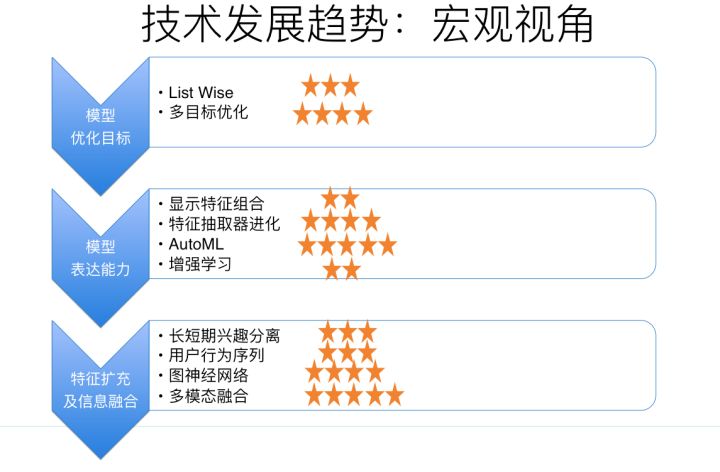 技术发展趋势：宏观视角
模型
优化目标
• List Wise
• 多目标优化
模型
表达能力
• 显示特征组合
• 特征抽取器进化
• AutoML
• 增强学习
特征扩充
及信息融合
• 长短期兴趣分离
• 用户行为序列
• 图神经网络
• 多模态融合